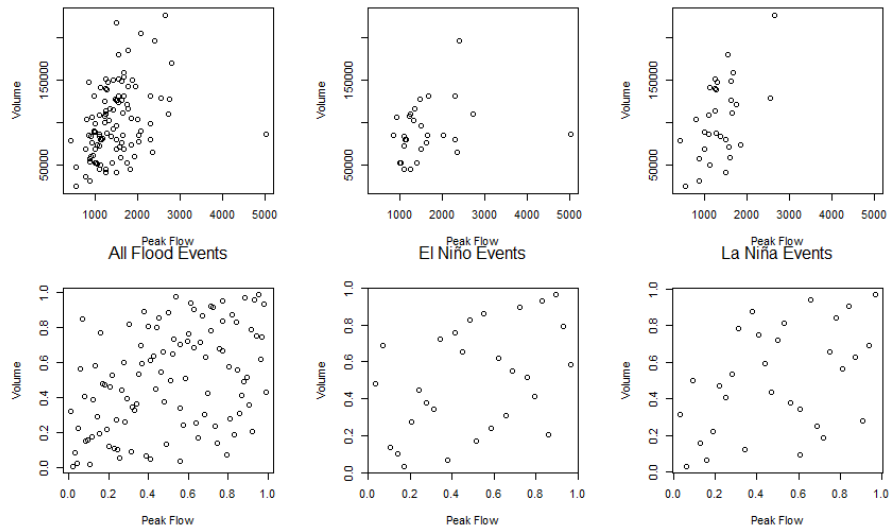 Volume
50000 150000
1000 2000 3000 4000 5000
Peak Flow
Volume
50000 150000
1000 2000 3000 4000 5000
Peak Flow
Volume
50000 150000
1000 2000 3000 4000 5000
Peak Flow
All Flood Events
El Niño Events
La Niña Events
Volume
0.0 0.2 0.4 0.6 0.8 1.0
0.0 0.2 0.4 0.6 0.8 1.0
Peak Flow
Volume
0.0 0.2 0.4 0.6 0.8 1.0
0.0 0.2 0.4 0.6 0.8 1.0
Peak Flow
Volume
0.0 0.2 0.4 0.6 0.8 1.0
0.0 0.2 0.4 0.6 0.8 1.0
Peak Flow